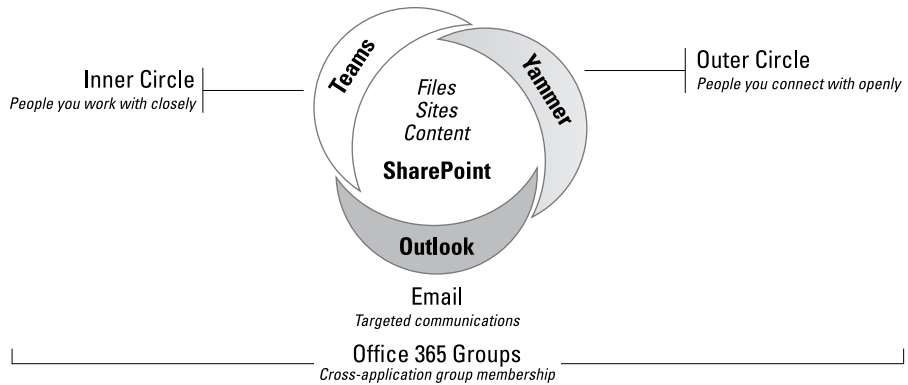 Teams
Yammer
Inner Circle
People you work with closely
Outer Circle
People you connect with openly
Files
Sites
Content
SharePoint
Outlook
Email
Targeted communications
Office 365 Groups
Cross-application group membership